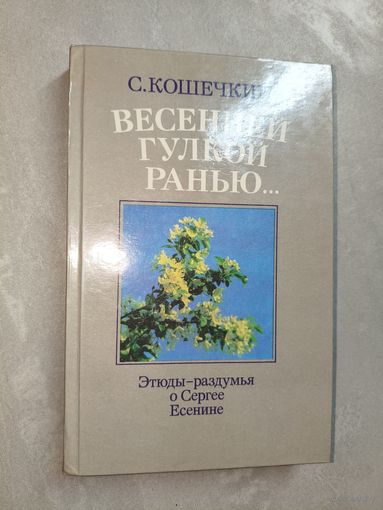 С. КОШЕЧКИН
ВЕСЕННЕЙ
ГУЛКОЙ
РАНЬЮ...
Этюды-раздумья
о Сергее
Есенине